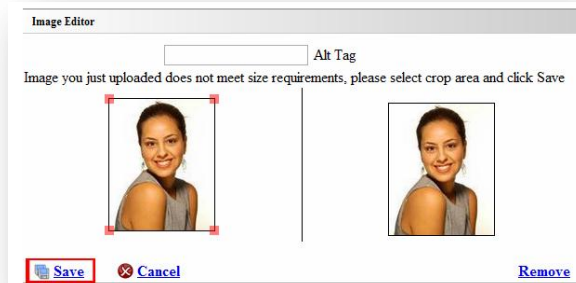 Image Editor
Alt Tag
Image you just uploaded does not meet size requirements, please select crop area and click Save
Save Cancel Remove